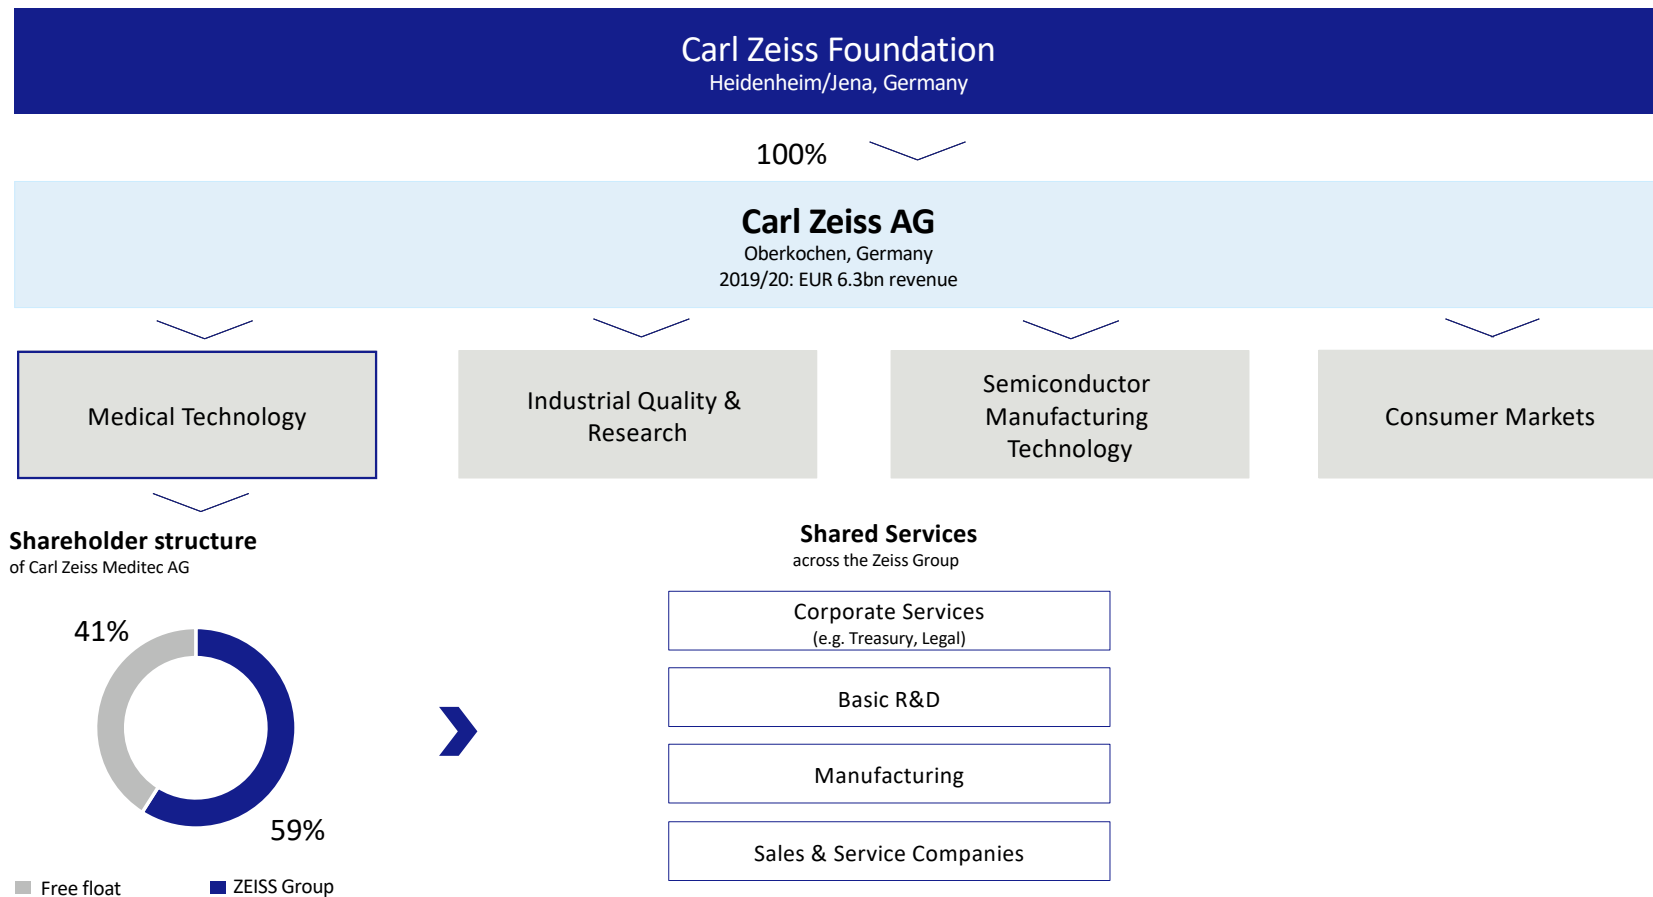 Carl Zeiss Foundation
Heidenheim/Jena, Germany
100%
Carl Zeiss AG
Oberkochen, Germany
2019/20: EUR 6.3bn revenue
Medical Technology
Industrial Quality &
Research
Semiconductor
Manufacturing
Technology
Consumer Markets
Shareholder structure
of Carl Zeiss Meditec AG
41%
59%
Free float
ZEISS Group
Shared Services
across the Zeiss Group
Corporate Services
(e.g. Treasury, Legal)
Basic R&D
Manufacturing
Sales & Service Companies